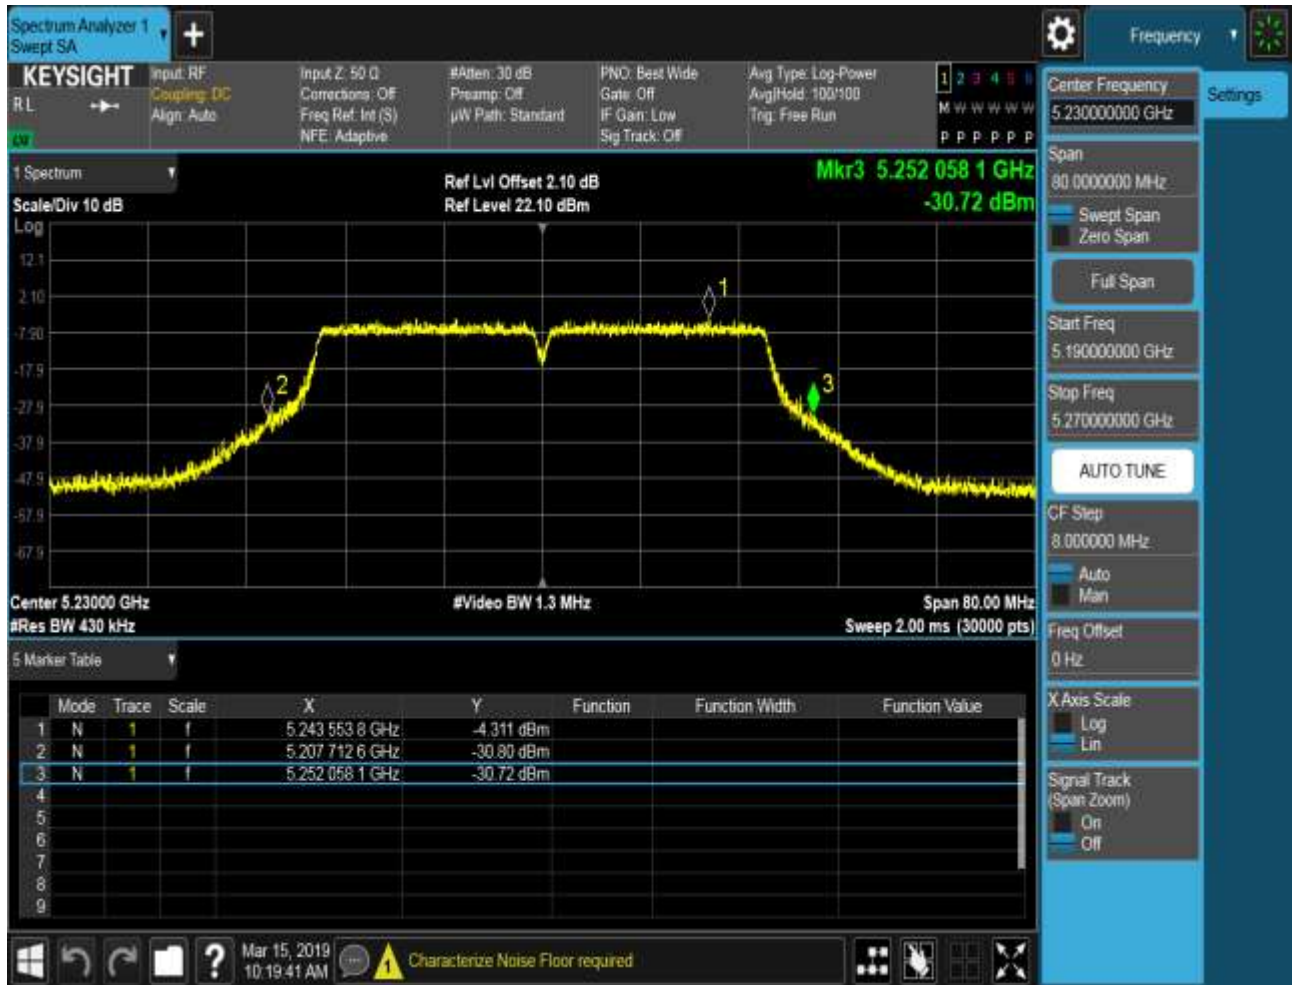 Spectrum Analyzer 1
Swept SA
Frequency
KEYSIGHT
RL
Input: RF
Coupling: DC
Align: Auto
Input Z: 50 Ω
Corrections: Off
Freq Ref: Int (S)
NFE: Adaptive
#Atten: 30 dB
Preamp: Off
µW Path: Standard
PNO: Best Wide
Gate: Off
IF Gain: Low
Sig Track: Off
Avg Type: Log-Power
Avg|Hold: 100/100
Trig: Free Run
1 2 3 4 5 6
M W W W W W
P P P P P P
1 Spectrum
Scale/Div 10 dB
Ref Lvl Offset 2.10 dB
Ref Level 22.10 dBm
Mkr3 5.252 058 1 GHz
-30.72 dBm
Log
12.1
2.10
-7.90
-17.9
-27.9
-37.9
-47.9
-57.9
-67.9
1
2
3
Center 5.23000 GHz
#Video BW 1.3 MHz
Span 80.00 MHz
#Res BW 430 kHz
Sweep 2.00 ms (30000 pts)
5 Marker Table
Mode Trace Scale X Y Function Function Width Function Value
1 N 1 f 5.243 553 8 GHz -4.311 dBm
2 N 1 f 5.207 712 6 GHz -30.80 dBm
3 N 1 f 5.252 058 1 GHz -30.72 dBm
4
5
6
7
8
9
Mar 15, 2019
10:19:41 AM
1
Characterize Noise Floor required
Settings
Center Frequency
5.230000000 GHz
Span
80.0000000 MHz
Swept Span
Zero Span
Full Span
Start Freq
5.190000000 GHz
Stop Freq
5.270000000 GHz
AUTO TUNE
CF Step
8.000000 MHz
Auto
Man
Freq Offset
0 Hz
X Axis Scale
Log
Lin
Signal Track
(Span Zoom)
On
Off